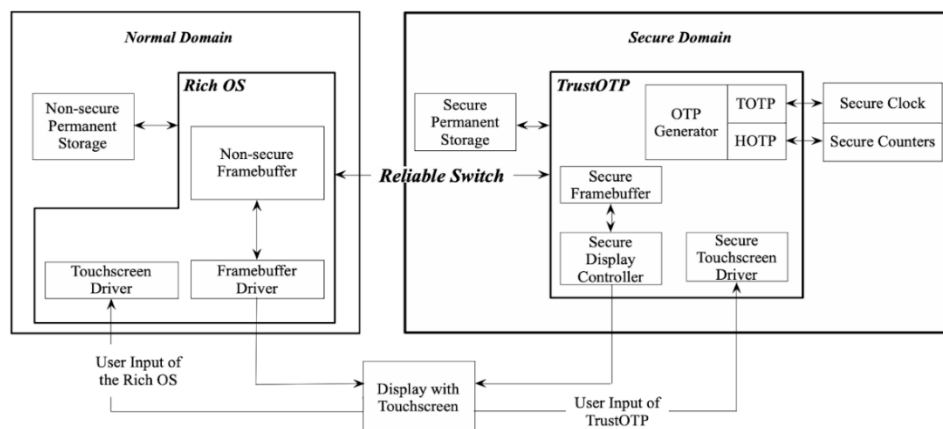 Normal Domain
Rich OS
Non-secure
Permanent
Storage
Non-secure
Framebuffer
Touchscreen
Driver
Framebuffer
Driver
Reliable Switch
Secure Domain
TrustOTP
Secure
Permanent
Storage
OTP
Generator
TOTP
HOTP
Secure Clock
Secure Counters
Secure
Framebuffer
Secure
Display
Controller
Secure
Touchscreen
Driver
User Input of
the Rich OS
Display with
Touchscreen
User Input of
TrustOTP